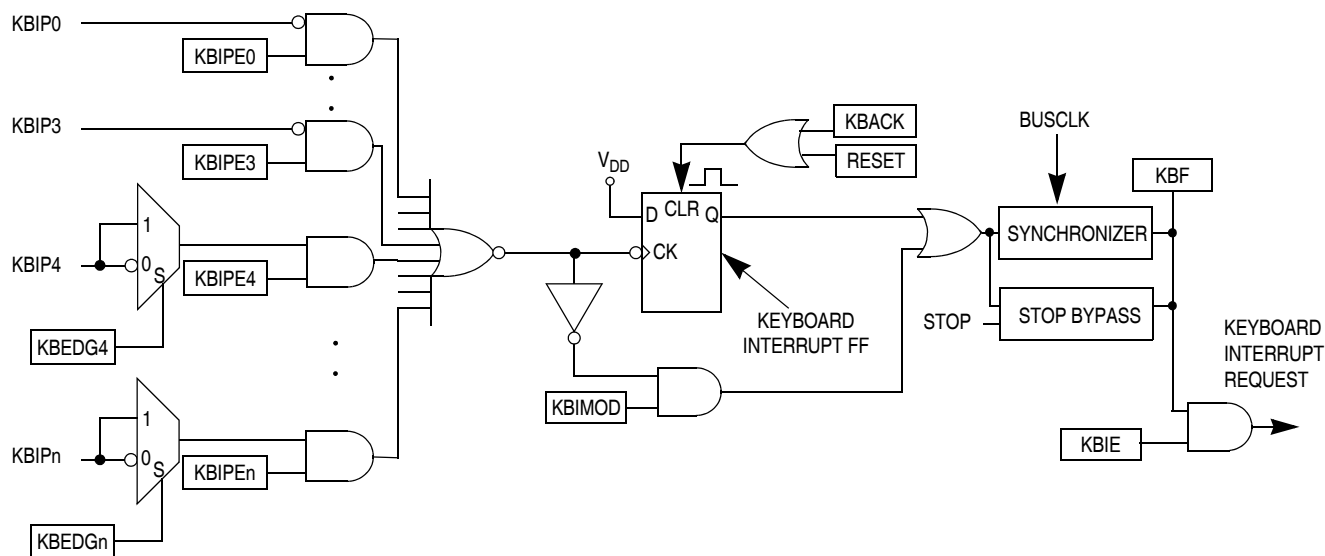 KBIP0
KBIPE0
KBIP3
KBIPE3
KBACK
RESET
BUSCLK
VDD
D CLR Q
CK
KBF
SYNCHRONIZER
1
KBIP4
0
S
KBIPE4
KBEDG4
KEYBOARD
INTERRUPT FF
STOP
STOP BYPASS
KEYBOARD
INTERRUPT
REQUEST
KBIMOD
1
KBIPn
0
S
KBIPEn
KBIE
KBEDGn